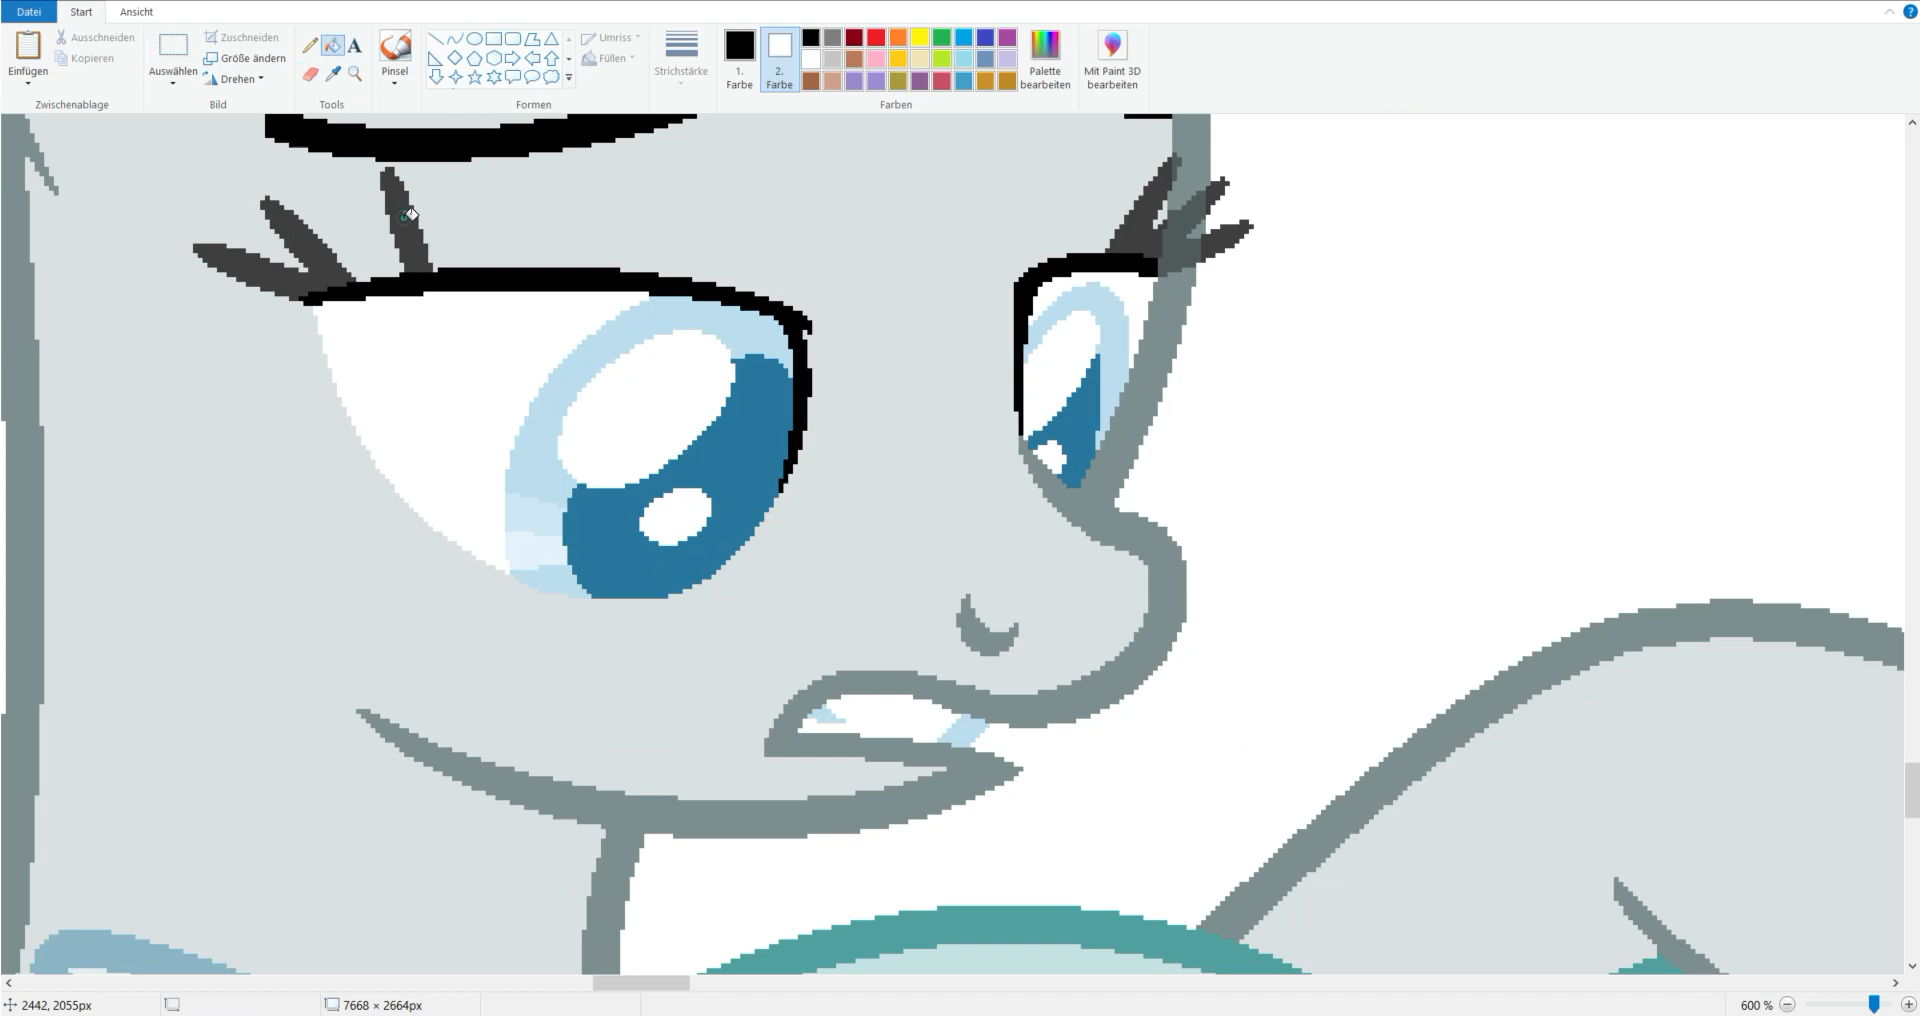 Datei Start Ansicht
Einfügen
Ausschneiden
Kopieren
Zwischenablage
Auswählen
Zuschneiden
Größe ändern
Drehen
Bild
A
Tools
Pinsel
Umriss
Füllen
Formen
Strichstärke
1.
Farbe
2.
Farbe
Farben
Palette
bearbeiten
Mit Paint 3D
bearbeiten
2442, 2055px
7668 × 2664px
600 %